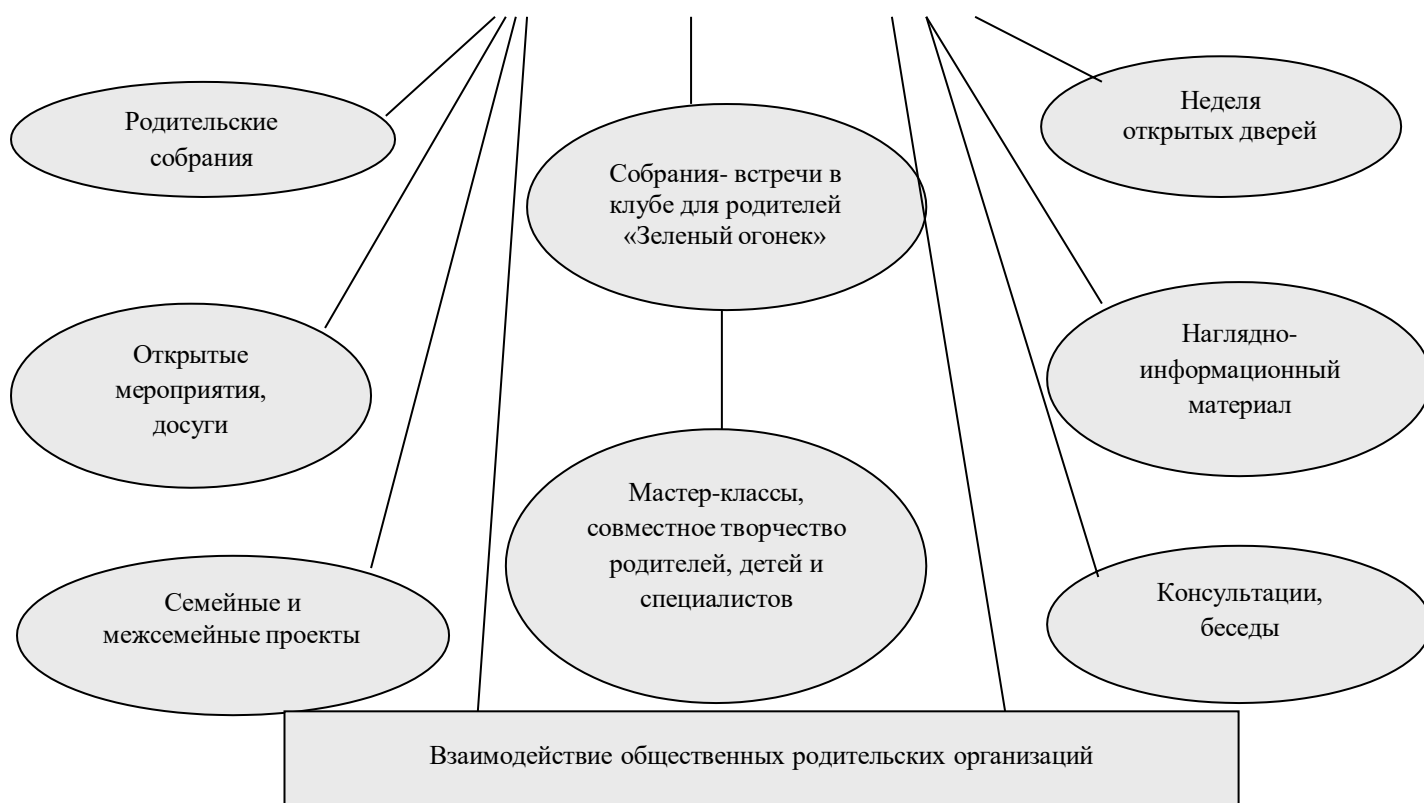 Родительские
собрания
Собрания- встречи в
клубе для родителей
«Зеленый огонек»
Неделя
открытых дверей
Открытые
мероприятия,
досуги
Наглядно-
информационный
материал
Мастер-классы,
совместное творчество
родителей, детей и
специалистов
Семейные и
межсемейные проекты
Консультации,
беседы
Взаимодействие общественных родительских организаций